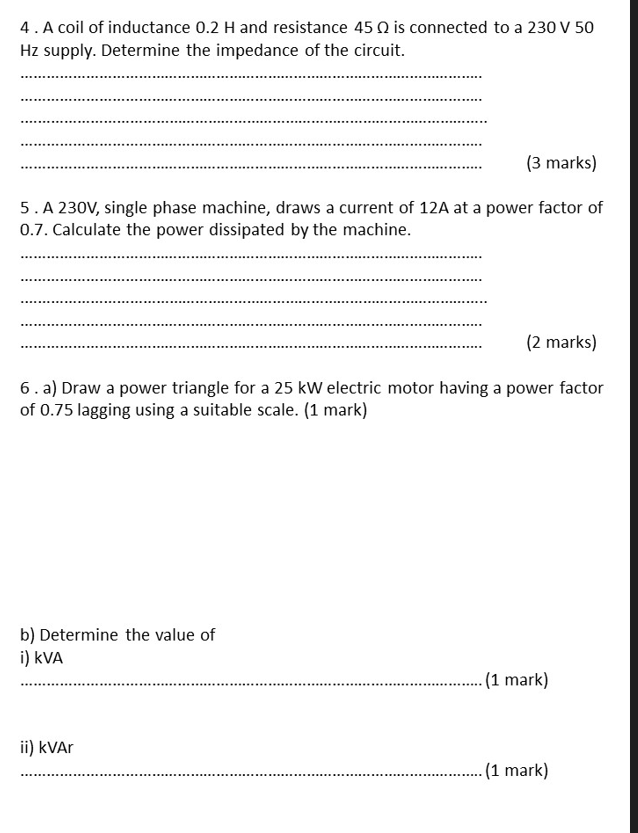 4 . A coil of inductance 0.2 H and resistance 45 Ω is connected to a 230 V 50
Hz supply. Determine the impedance of the circuit.
(3 marks)
5 . A 230V, single phase machine, draws a current of 12A at a power factor of
0.7. Calculate the power dissipated by the machine.
(2 marks)
6 . a) Draw a power triangle for a 25 kW electric motor having a power factor
of 0.75 lagging using a suitable scale. (1 mark)
b) Determine the value of
i) kVA
(1 mark)
ii) kVAr
(1 mark)